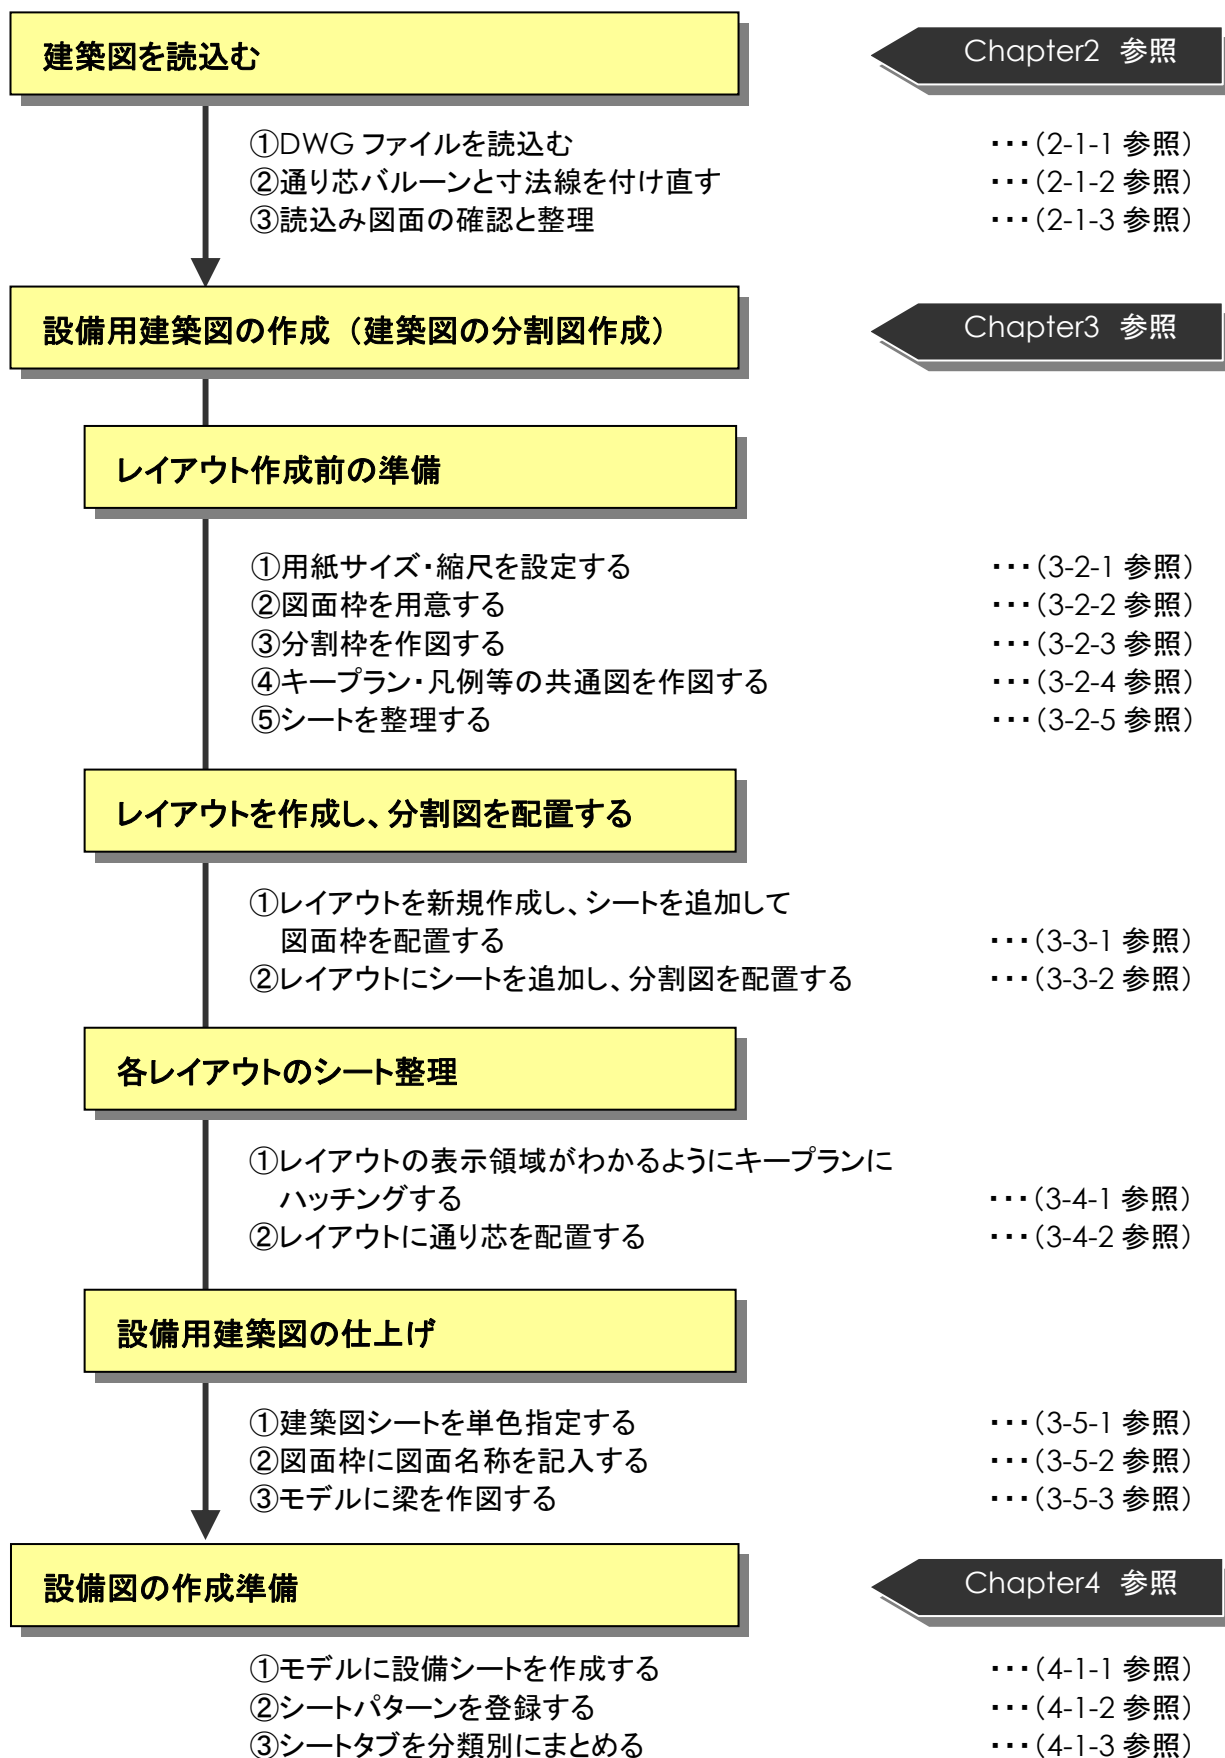 建築図を読込む
Chapter2 参照
①DWG ファイルを読込む ・・・（2-1-1 参照）
②通り芯バルーンと寸法線を付け直す ・・・（2-1-2 参照）
③読込み図面の確認と整理 ・・・（2-1-3 参照）
設備用建築図の作成（建築図の分割図作成）
Chapter3 参照
レイアウト作成前の準備
①用紙サイズ・縮尺を設定する ・・・（3-2-1 参照）
②図面枠を用意する ・・・（3-2-2 参照）
③分割枠を作図する ・・・（3-2-3 参照）
④キープラン・凡例等の共通図を作図する ・・・（3-2-4 参照）
⑤シートを整理する ・・・（3-2-5 参照）
レイアウトを作成し、分割図を配置する
①レイアウトを新規作成し、シートを追加して
図面枠を配置する ・・・（3-3-1 参照）
②レイアウトにシートを追加し、分割図を配置する ・・・（3-3-2 参照）
各レイアウトのシート整理
①レイアウトの表示領域がわかるようにキープランに
ハッチングする ・・・（3-4-1 参照）
②レイアウトに通り芯を配置する ・・・（3-4-2 参照）
設備用建築図の仕上げ
①建築図シートを単色指定する ・・・（3-5-1 参照）
②図面枠に図面名称を記入する ・・・（3-5-2 参照）
③モデルに梁を作図する ・・・（3-5-3 参照）
設備図の作成準備
Chapter4 参照
①モデルに設備シートを作成する ・・・（4-1-1 参照）
②シートパターンを登録する ・・・（4-1-2 参照）
③シートタブを分類別にまとめる ・・・（4-1-3 参照）